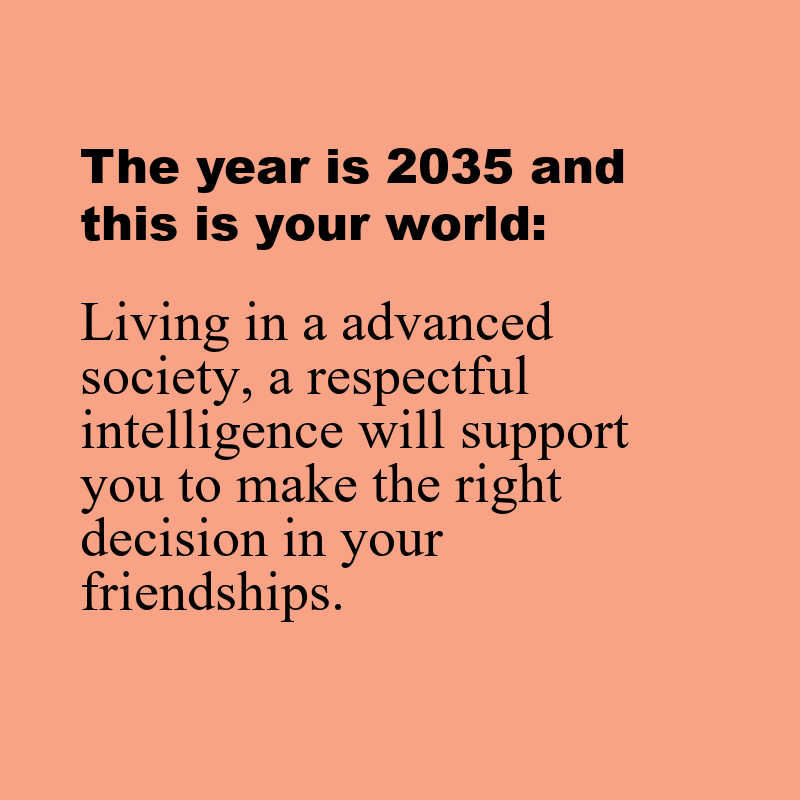 The year is 2035 and
this is your world:
Living in a advanced
society, a respectful
intelligence will support
you to make the right
decision in your
friendships.